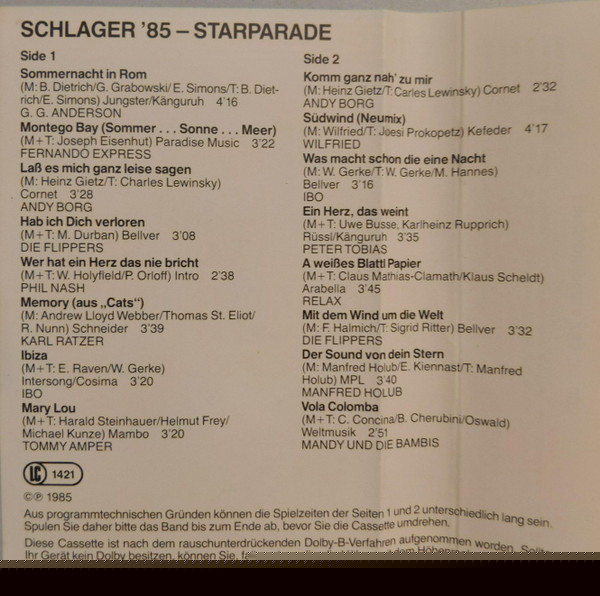 SCHLAGER '85 – STARPARADE
Side 1
Sommernacht in Rom
(M: B. Dietrich/G. Grabowski/E. Simons/T: B. Diet-
rich/E. Simons) Jungster/Känguruh 4'16
G. G. ANDERSON
Montego Bay (Sommer . . . Sonne . . . Meer)
(M+T: Joseph Eisenhut) Paradise Music 3'22
FERNANDO EXPRESS
Laß es mich ganz leise sagen
(M: Heinz Gietz/T: Charles Lewinsky)
Cornet 3'28
ANDY BORG
Hab ich Dich verloren
(M+T: M. Durban) Bellver 3'08
DIE FLIPPERS
Wer hat ein Herz das nie bricht
(M+T: W. Holyfield/P. Orloff) Intro 2'38
PHIL NASH
Memory (aus „Cats“)
(M: Andrew Lloyd Webber/Thomas St. Eliot/
R. Nunn) Schneider 3'39
KARL RATZER
Ibiza
(M+T: E. Raven/W. Gerke)
Intersong/Cosima 3'20
IBO
Mary Lou
(M+T: Harald Steinhauer/Helmut Frey/
Michael Kunze) Mambo 3'20
TOMMY AMPER
Side 2
Komm ganz nah' zu mir
(M: Heinz Gietz/T: Carles Lewinsky) Cornet 2'32
ANDY BORG
Südwind (Neumix)
(M: Wilfried/T: Joesi Prokopetz) Kefeder 4'17
WILFRIED
Was macht schon die eine Nacht
(M: W. Gerke/T: W. Gerke/M. Hannes)
Bellver 3'16
IBO
Ein Herz, das weint
(M+T: Uwe Busse, Karlheinz Rupprich)
Rüssl/Känguruh 3'35
PETER TOBIAS
A weißes Blattl Papier
(M+T: Claus Mathias-Clamath/Klaus Scheldt)
Arabella 3'45
RELAX
Mit dem Wind um die Welt
(M: F. Halmich/T: Sigrid Ritter) Bellver 3'32
DIE FLIPPERS
Der Sound von dein Stern
(M: Manfred Holub/E. Kiennast/T: Manfred
Holub) MPL 3'40
MANFRED HOLUB
Vola Colomba
(M+T: C. Concina/B. Cherubini/Oswald)
Weltmusik 2'51
MANDY UND DIE BAMBIS
LC 1421
©℗ 1985
Aus programmtechnischen Gründen können die Spielzeiten der Seiten 1 und 2 unterschiedlich lang sein.
Spulen Sie daher bitte das Band bis zum Ende ab, bevor Sie die Cassette umdrehen.
Diese Cassette ist nach dem rauschunterdrückenden Dolby-B-Verfahren aufgenommen worden. Sollte
Ihr Gerät kein Dolby besitzen, können Sie,